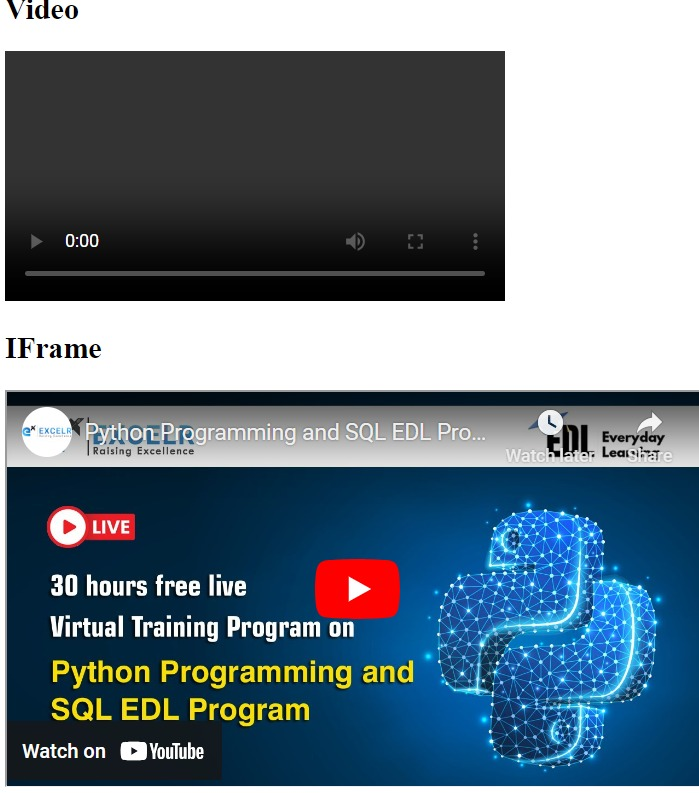 Video
0:00
IFrame
EXCELR
Python Programming and SQL EDL Pro...
EXCELR
Raising Excellence
Watch later
Share
EDL
Everyday
Learning
LIVE
30 hours free live
Virtual Training Program on
Python Programming and
SQL EDL Program
Watch on YouTube